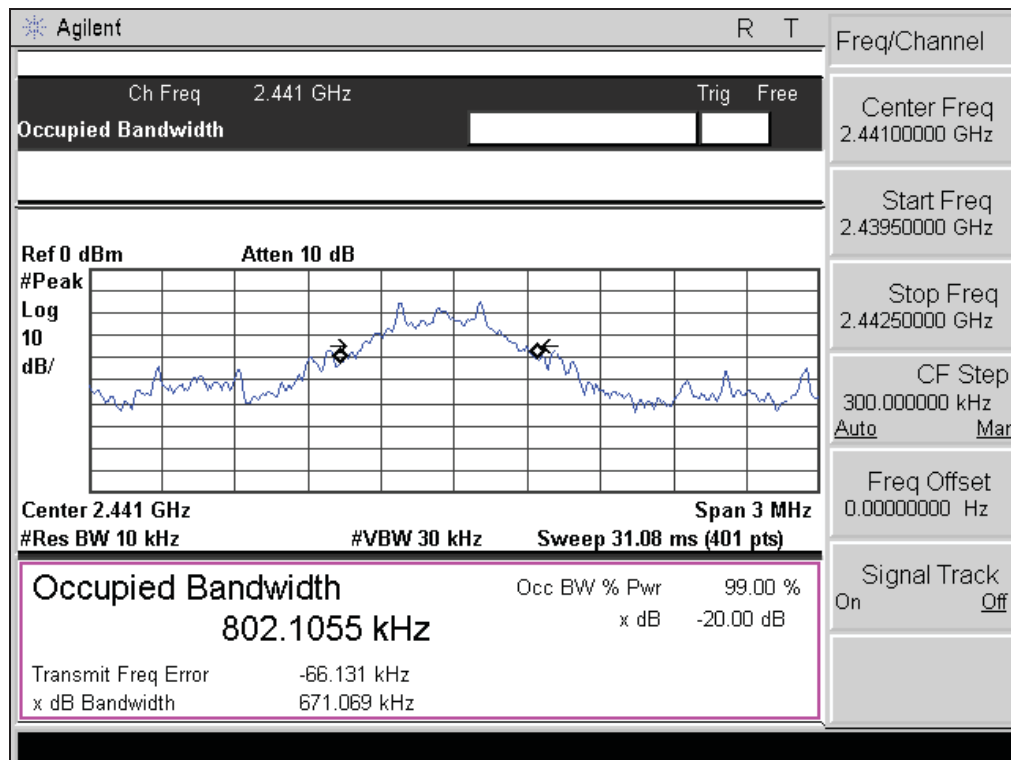 Agilent R T
Ch Freq 2.441 GHz Trig Free
Occupied Bandwidth
Ref 0 dBm Atten 10 dB
#Peak
Log
10
dB/
Center 2.441 GHz Span 3 MHz
#Res BW 10 kHz #VBW 30 kHz Sweep 31.08 ms (401 pts)
Occupied Bandwidth Occ BW % Pwr 99.00 %
802.1055 kHz x dB -20.00 dB
Transmit Freq Error -66.131 kHz
x dB Bandwidth 671.069 kHz
Freq/Channel
Center Freq
2.44100000 GHz
Start Freq
2.43950000 GHz
Stop Freq
2.44250000 GHz
CF Step
300.000000 kHz
Auto Man
Freq Offset
0.00000000 Hz
Signal Track
On Off